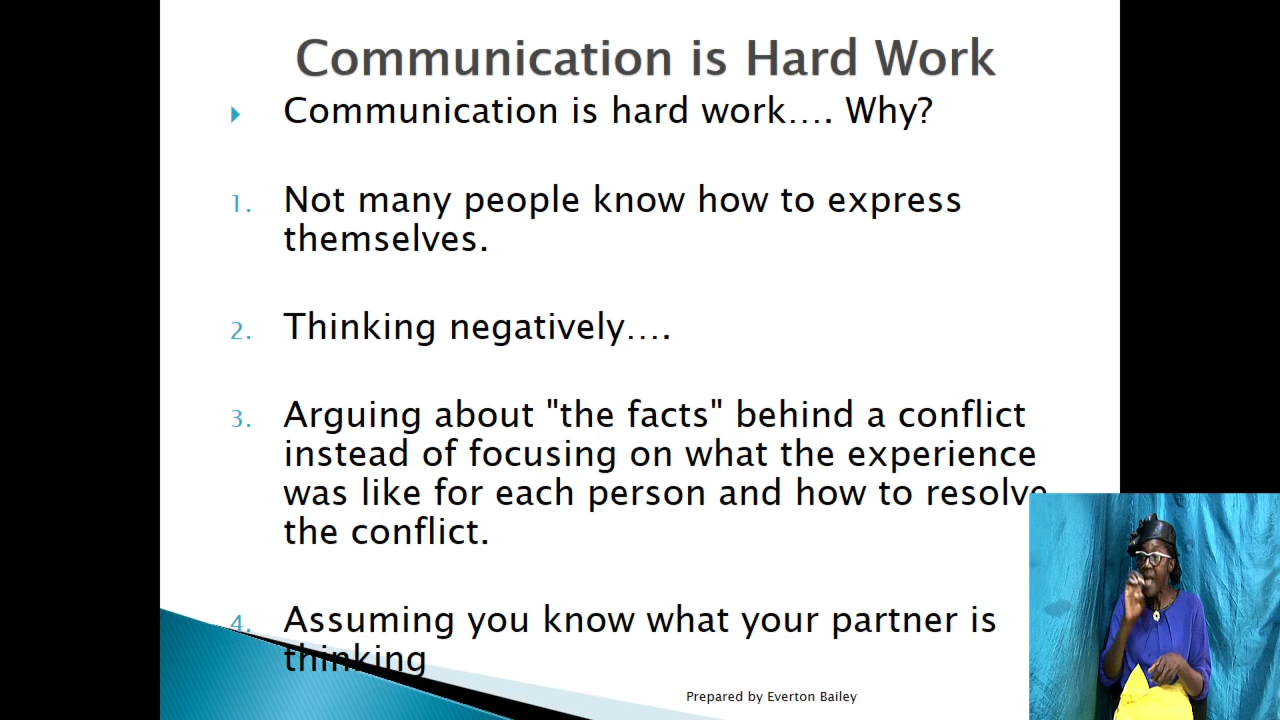 Communication is Hard Work
Communication is hard work…. Why?
1. Not many people know how to express
themselves.
2. Thinking negatively….
3. Arguing about "the facts" behind a conflict
instead of focusing on what the experience
was like for each person and how to resolve
the conflict.
4. Assuming you know what your partner is
thinking
Prepared by Everton Bailey